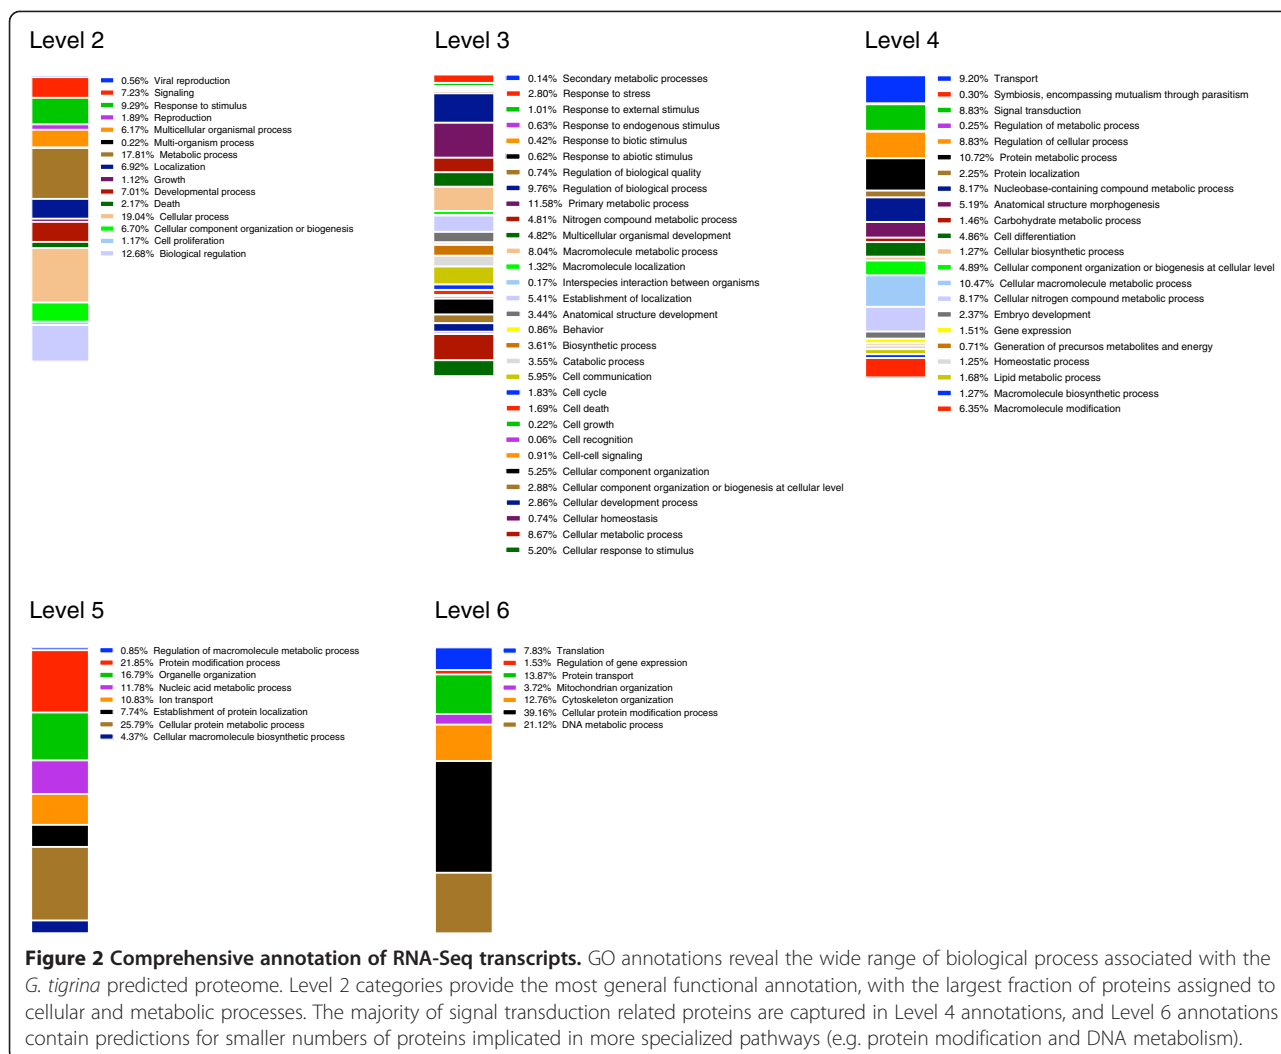 Level 2
0.56% Viral reproduction
7.23% Signaling
9.29% Response to stimulus
1.89% Reproduction
6.17% Multicellular organismal process
0.22% Multi-organism process
17.81% Metabolic process
6.92% Localization
1.12% Growth
7.01% Developmental process
2.17% Death
19.04% Cellular process
6.70% Cellular component organization or biogenesis
1.17% Cell proliferation
12.68% Biological regulation
Level 3
0.14% Secondary metabolic processes
2.80% Response to stress
1.01% Response to external stimulus
0.63% Response to endogenous stimulus
0.42% Response to biotic stimulus
0.62% Response to abiotic stimulus
0.74% Regulation of biological quality
9.76% Regulation of biological process
11.58% Primary metabolic process
4.81% Nitrogen compound metabolic process
4.82% Multicellular organismal development
8.04% Macromolecule metabolic process
1.32% Macromolecule localization
0.17% Interspecies interaction between organisms
5.41% Establishment of localization
3.44% Anatomical structure development
0.86% Behavior
3.61% Biosynthetic process
3.55% Catabolic process
5.95% Cell communication
1.83% Cell cycle
1.69% Cell death
0.22% Cell growth
0.06% Cell recognition
0.91% Cell-cell signaling
5.25% Cellular component organization
2.88% Cellular component organization or biogenesis at cellular level
2.86% Cellular development process
0.74% Cellular homeostasis
8.67% Cellular metabolic process
5.20% Cellular response to stimulus
Level 4
9.20% Transport
0.30% Symbiosis, encompassing mutualism through parasitism
8.83% Signal transduction
0.25% Regulation of metabolic process
8.83% Regulation of cellular process
10.72% Protein metabolic process
2.25% Protein localization
8.17% Nucleobase-containing compound metabolic process
5.19% Anatomical structure morphogenesis
1.46% Carbohydrate metabolic process
4.86% Cell differentiation
1.27% Cellular biosynthetic process
4.89% Cellular component organization or biogenesis at cellular level
10.47% Cellular macromolecule metabolic process
8.17% Cellular nitrogen compound metabolic process
2.37% Embryo development
1.51% Gene expression
0.71% Generation of precursos metabolites and energy
1.25% Homeostatic process
1.68% Lipid metabolic process
1.27% Macromolecule biosynthetic process
6.35% Macromolecule modification
Level 5
0.85% Regulation of macromolecule metabolic process
21.85% Protein modification process
16.79% Organelle organization
11.78% Nucleic acid metabolic process
10.83% Ion transport
7.74% Establishment of protein localization
25.79% Cellular protein metabolic process
4.37% Cellular macromolecule biosynthetic process
Level 6
7.83% Translation
1.53% Regulation of gene expression
13.87% Protein transport
3.72% Mitochondrian organization
12.76% Cytoskeleton organization
39.16% Cellular protein modification process
21.12% DNA metabolic process
Figure 2 Comprehensive annotation of RNA-Seq transcripts. GO annotations reveal the wide range of biological process associated with the
G. tigrina predicted proteome. Level 2 categories provide the most general functional annotation, with the largest fraction of proteins assigned to
cellular and metabolic processes. The majority of signal transduction related proteins are captured in Level 4 annotations, and Level 6 annotations
contain predictions for smaller numbers of proteins implicated in more specialized pathways (e.g. protein modification and DNA metabolism).